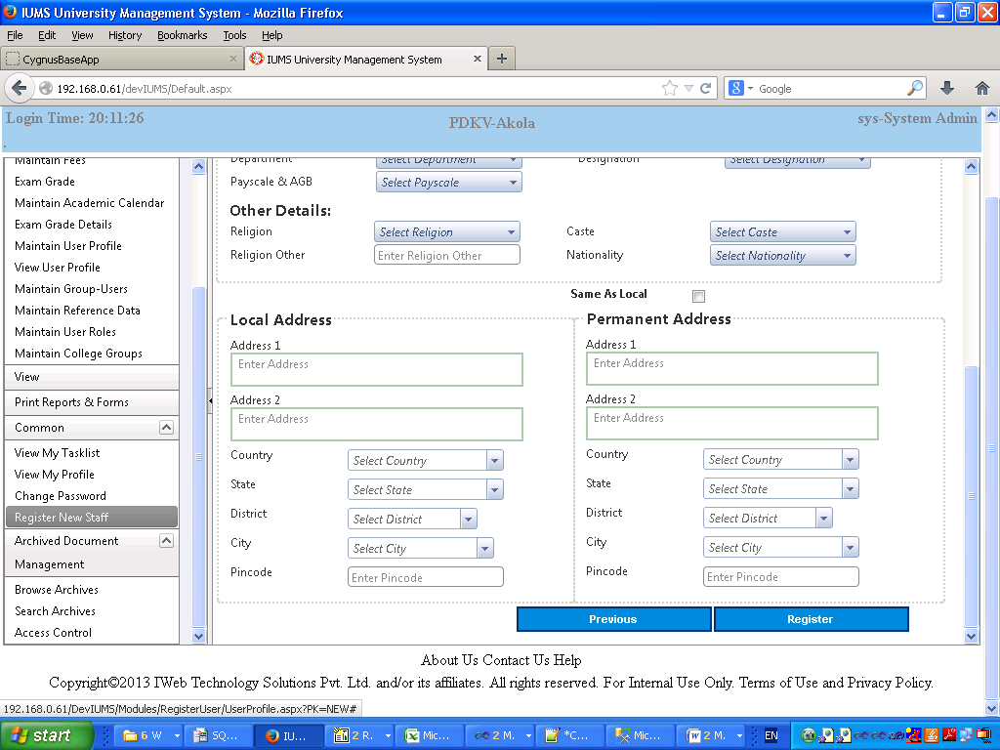 IUMS University Management System - Mozilla Firefox
File Edit View History Bookmarks Tools Help
CygnusBaseApp
IUMS University Management System
192.168.0.61/devIUMS/Default.aspx
Google
Login Time: 20:11:26
PDKV-Akola
sys-System Admin
.
Maintain Fees
Exam Grade
Maintain Academic Calendar
Exam Grade Details
Maintain User Profile
View User Profile
Maintain Group-Users
Maintain Reference Data
Maintain User Roles
Maintain College Groups
View
Print Reports & Forms
Common
View My Tasklist
View My Profile
Change Password
Register New Staff
Archived Document
Management
Browse Archives
Search Archives
Access Control
Department Select Department Designation Select Designation
Payscale & AGB Select Payscale
Other Details:
Religion Select Religion Caste Select Caste
Religion Other Enter Religion Other Nationality Select Nationality
Same As Local
Local Address
Address 1
Enter Address
Address 2
Enter Address
Country Select Country
State Select State
District Select District
City Select City
Pincode Enter Pincode
Permanent Address
Address 1
Enter Address
Address 2
Enter Address
Country Select Country
State Select State
District Select District
City Select City
Pincode Enter Pincode
Previous Register
About Us Contact Us Help
Copyright©2013 IWeb Technology Solutions Pvt. Ltd. and/or its affiliates. All rights reserved. For Internal Use Only. Terms of Use and Privacy Policy.
192.168.0.61/DevIUMS/Modules/RegisterUser/UserProfile.aspx?PK=NEW#
start 6 W SQ... IU... 2 R. Mic... 2 M. *C... Mic... 2 M. EN